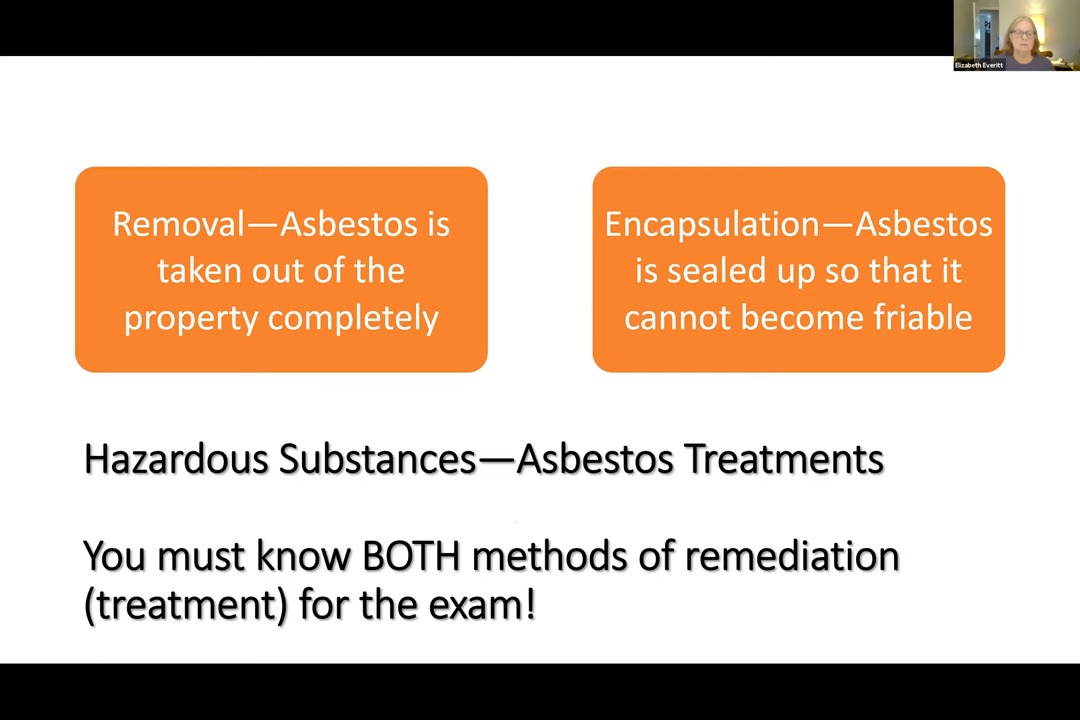 Elizabeth Everitt
Removal—Asbestos is
taken out of the
property completely
Encapsulation—Asbestos
is sealed up so that it
cannot become friable
Hazardous Substances—Asbestos Treatments
You must know BOTH methods of remediation
(treatment) for the exam!